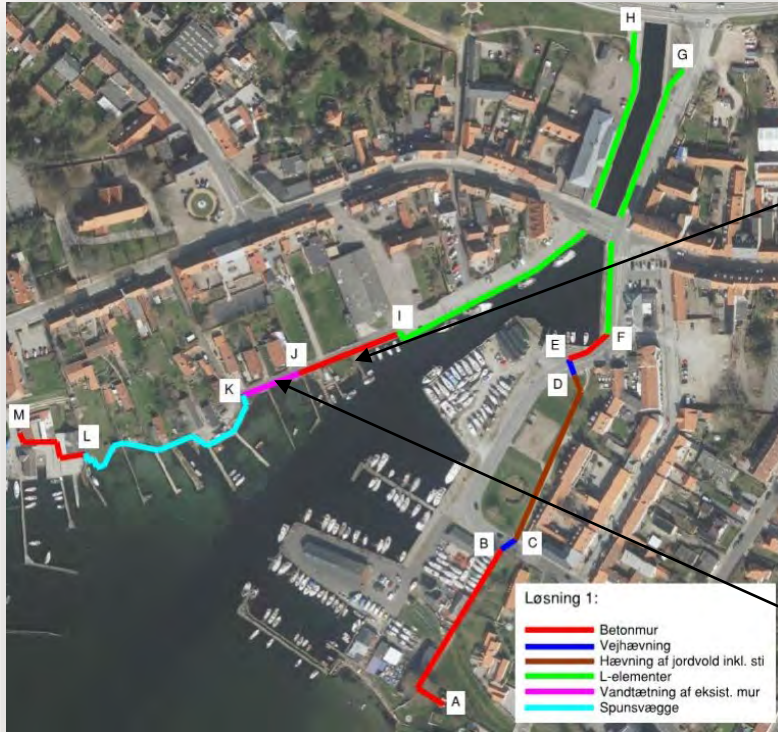 H
G
I
F
E
J
D
K
M
L
B
C
A
Løsning 1:
Betonmur
Vejhævning
Hævning af jordvold inkl. sti
L-elementer
Vandtætning af eksist. mur
Spunsvægge